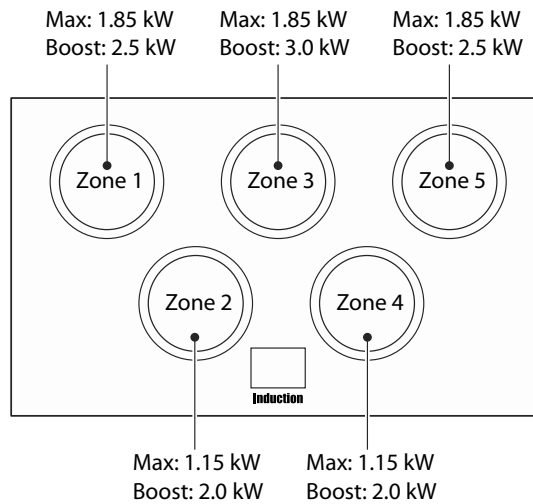 Max: 1.85 kW
Boost: 2.5 kW
Max: 1.85 kW
Boost: 3.0 kW
Max: 1.85 kW
Boost: 2.5 kW
Zone 1
Zone 3
Zone 5
Zone 2
Zone 4
Induction
Max: 1.15 kW
Boost: 2.0 kW
Max: 1.15 kW
Boost: 2.0 kW